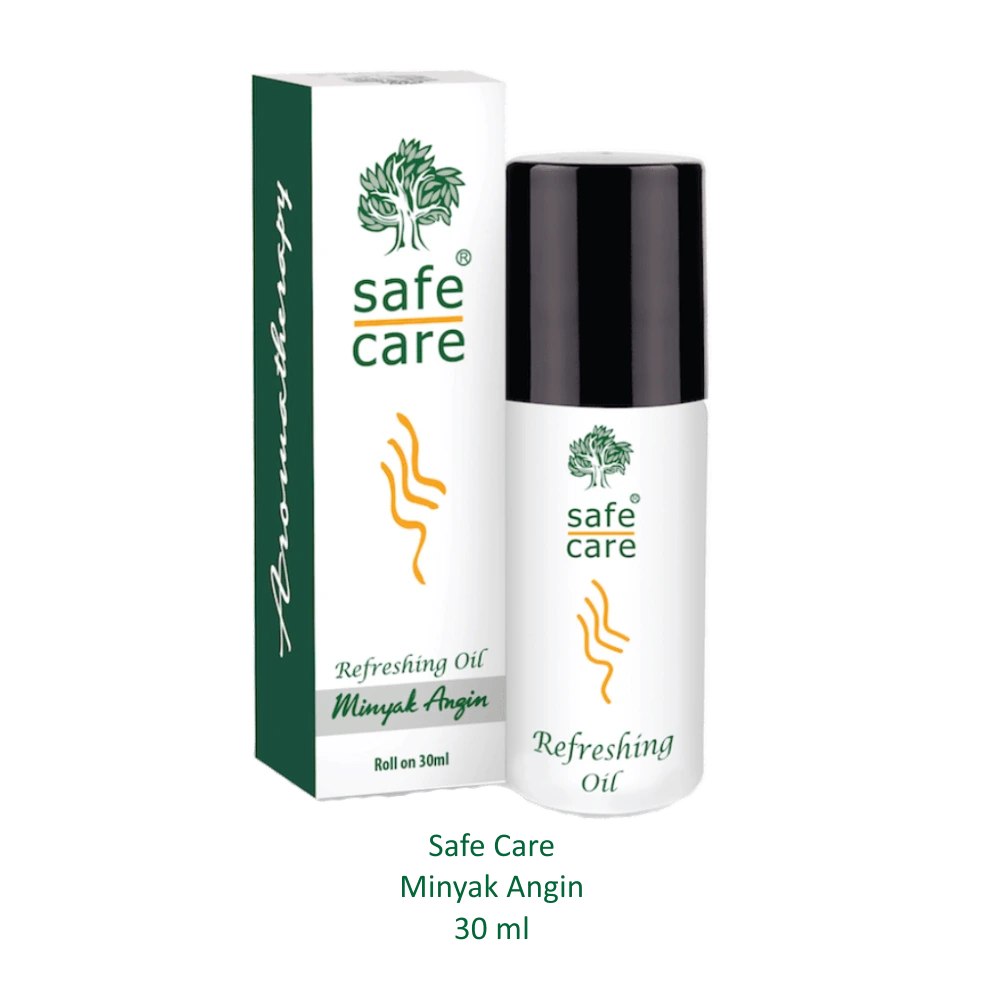 Aromatherapy
safe®
care
Refreshing Oil
Minyak Angin
Roll on 30ml
safe®
care
Refreshing
Oil
Safe Care
Minyak Angin
30 ml